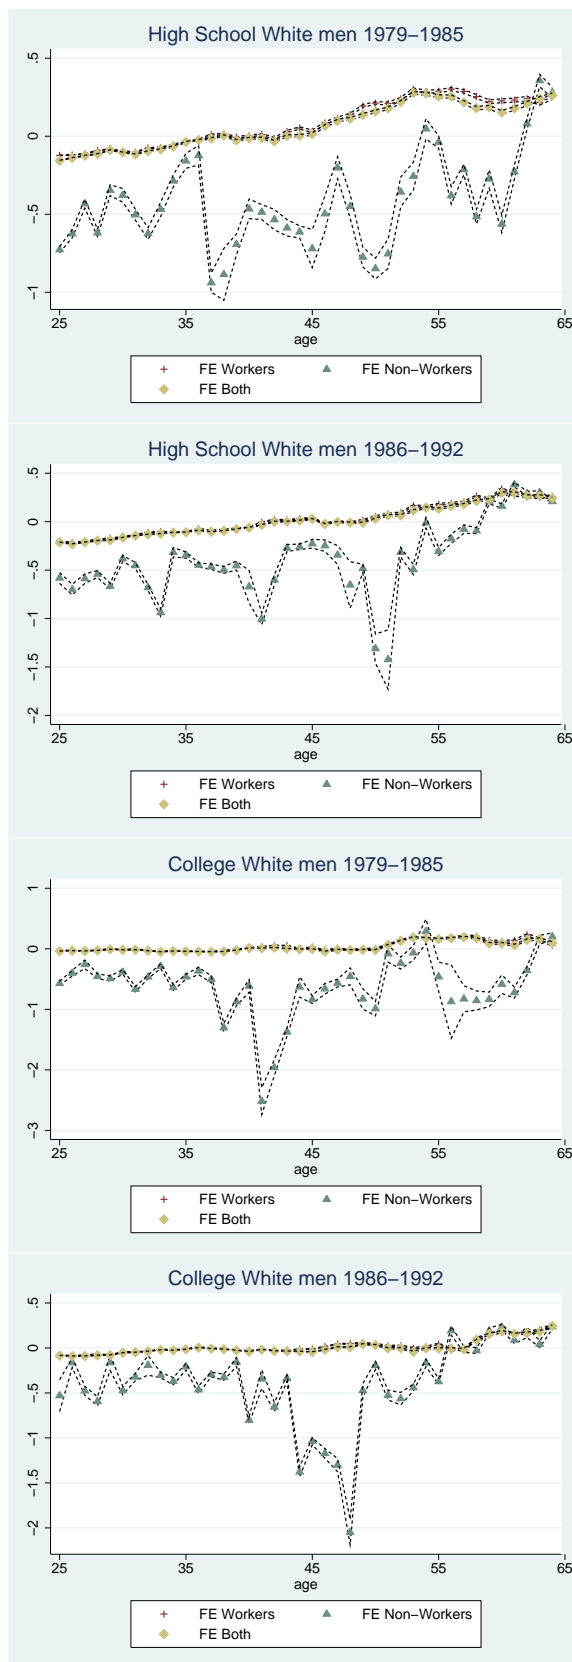 High School White men 1979−1985
.5
0
−.5
−1
25 35 45 55 65
age
FE Workers FE Non−Workers
FE Both
High School White men 1986−1992
.5
0
−.5
−1
−1.5
−2
25 35 45 55 65
age
FE Workers FE Non−Workers
FE Both
College White men 1979−1985
1
0
−1
−2
−3
25 35 45 55 65
age
FE Workers FE Non−Workers
FE Both
College White men 1986−1992
.5
0
−.5
−1
−1.5
−2
25 35 45 55 65
age
FE Workers FE Non−Workers
FE Both